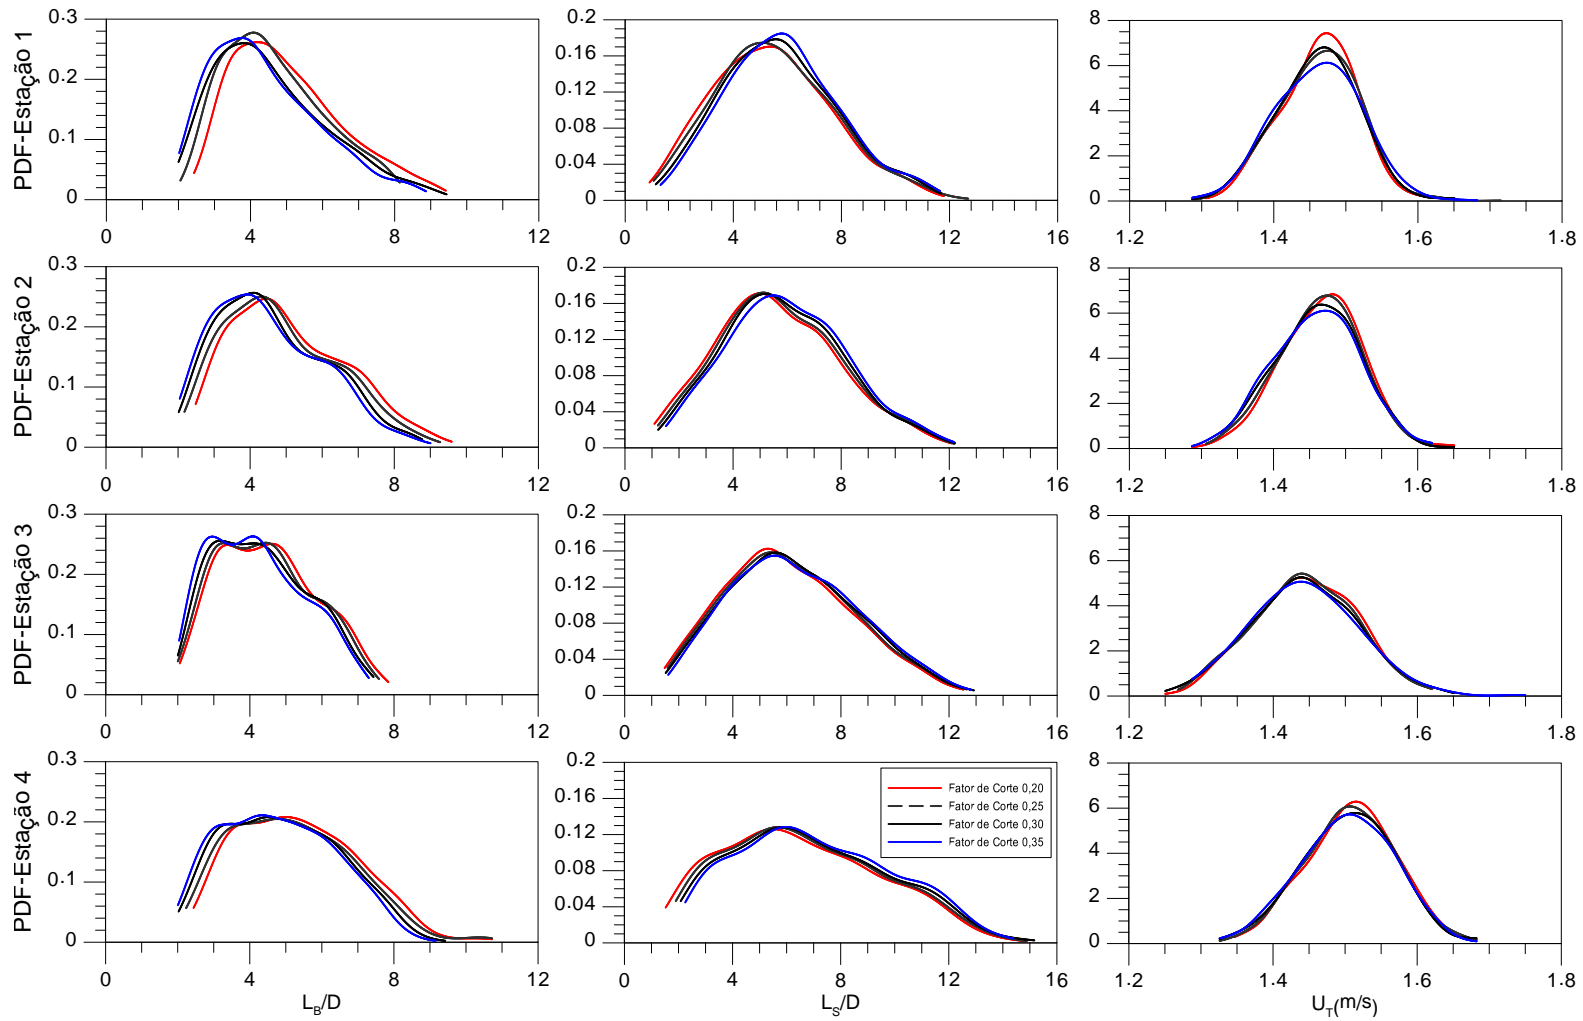 PDF-Estação 1
0.3
0.2
0.1
0
0 4 8 12
0.2
0.16
0.12
0.08
0.04
0
0 4 8 12 16
8
6
4
2
0
1.2 1.4 1.6 1.8
PDF-Estação 2
0.3
0.2
0.1
0
0 4 8 12
0.2
0.16
0.12
0.08
0.04
0
0 4 8 12 16
8
6
4
2
0
1.2 1.4 1.6 1.8
PDF-Estação 3
0.3
0.2
0.1
0
0 4 8 12
0.2
0.16
0.12
0.08
0.04
0
0 4 8 12 16
8
6
4
2
0
1.2 1.4 1.6 1.8
PDF-Estação 4
0.3
0.2
0.1
0
0 4 8 12
L_B/D
0.2
0.16
0.12
0.08
0.04
0
Fator de Corte 0,20
Fator de Corte 0,25
Fator de Corte 0,30
Fator de Corte 0,35
0 4 8 12 16
L_S/D
8
6
4
2
0
1.2 1.4 1.6 1.8
U_T(m/s)